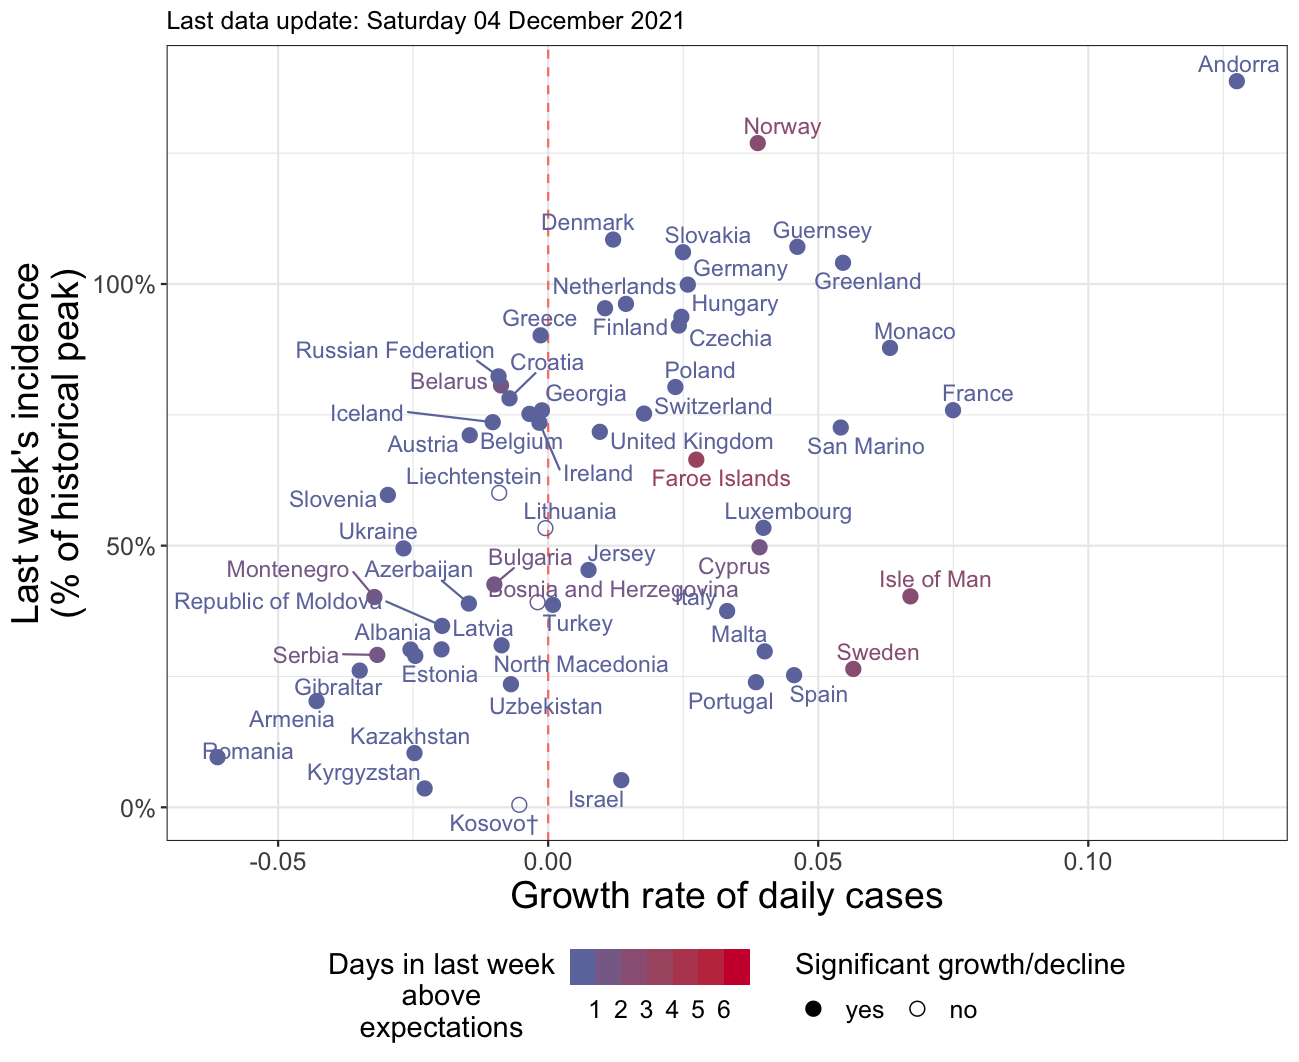 Last data update: Saturday 04 December 2021
Andorra
Norway
Denmark
Slovakia
Guernsey
Germany
Greenland
Netherlands
Hungary
Greece
Finland
Czechia
Monaco
Russian Federation
Croatia
Poland
Belarus
Georgia
France
Iceland
Switzerland
Austria
Belgium
United Kingdom
San Marino
Ireland
Liechtenstein
Faroe Islands
Slovenia
Lithuania
Luxembourg
Ukraine
Bulgaria
Jersey
Cyprus
Montenegro
Azerbaijan
Isle of Man
Bosnia and Herzegovina
Italy
Republic of Moldova
Turkey
Albania
Latvia
Malta
Serbia
North Macedonia
Sweden
Estonia
Gibraltar
Portugal
Spain
Uzbekistan
Armenia
Kazakhstan
Romania
Kyrgyzstan
Israel
Kosovo†
100%
50%
0%
Last week's incidence
(% of historical peak)
-0.05
0.00
0.05
0.10
Growth rate of daily cases
Days in last week
above
expectations
1 2 3 4 5 6
Significant growth/decline
yes
no